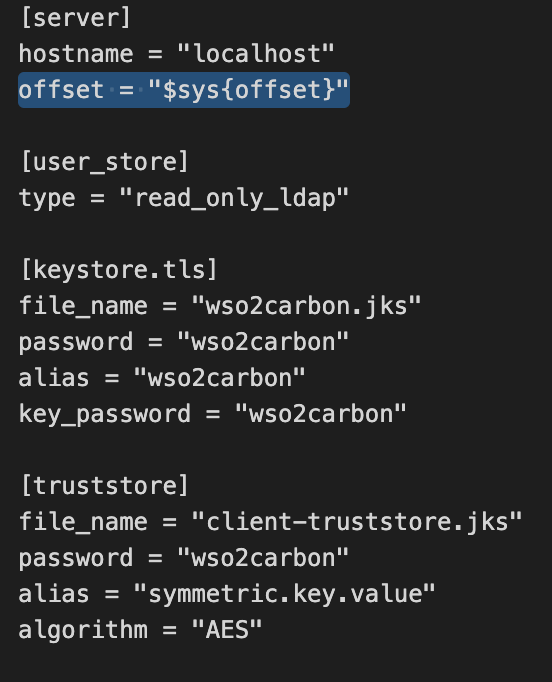 [server]
hostname = "localhost"
offset = "$sys{offset}"
[user_store]
type = "read_only_ldap"
[keystore.tls]
file_name = "wso2carbon.jks"
password = "wso2carbon"
alias = "wso2carbon"
key_password = "wso2carbon"
[truststore]
file_name = "client-truststore.jks"
password = "wso2carbon"
alias = "symmetric.key.value"
algorithm = "AES"